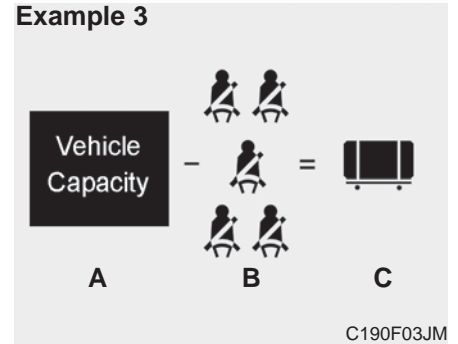 Example 3
Vehicle
Capacity
-
=
A
B
C
C190F03JM